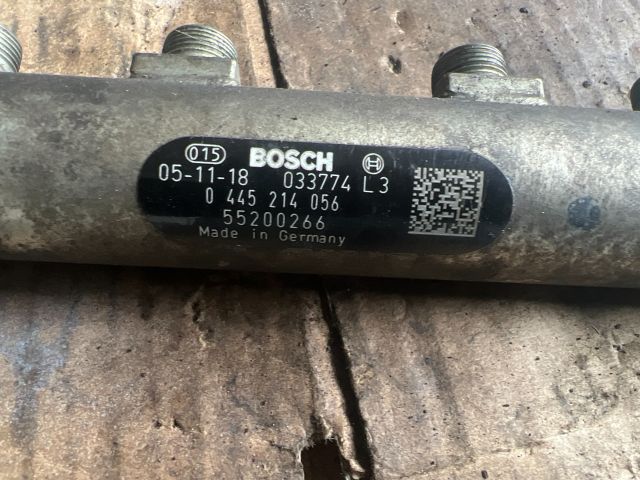 015 BOSCH
05-11-18 033774 L3
0 445 214 056
55200266
Made in Germany